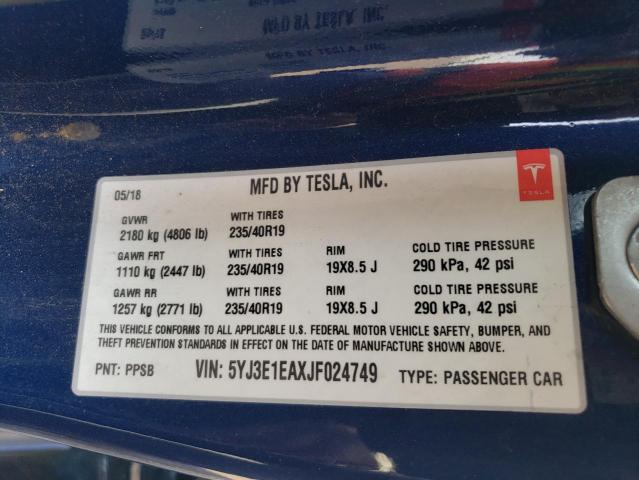 MFD BY TESLA, INC.
05/18
TESLA
GVWR WITH TIRES
2180 kg (4806 lb) 235/40R19
GAWR FRT WITH TIRES RIM COLD TIRE PRESSURE
1110 kg (2447 lb) 235/40R19 19X8.5 J 290 kPa, 42 psi
GAWR RR WITH TIRES RIM COLD TIRE PRESSURE
1257 kg (2771 lb) 235/40R19 19X8.5 J 290 kPa, 42 psi
THIS VEHICLE CONFORMS TO ALL APPLICABLE U.S. FEDERAL MOTOR VEHICLE SAFETY, BUMPER, AND
THEFT PREVENTION STANDARDS IN EFFECT ON THE DATE OF MANUFACTURE SHOWN ABOVE.
PNT: PPSB VIN: 5YJ3E1EAXJF024749 TYPE: PASSENGER CAR